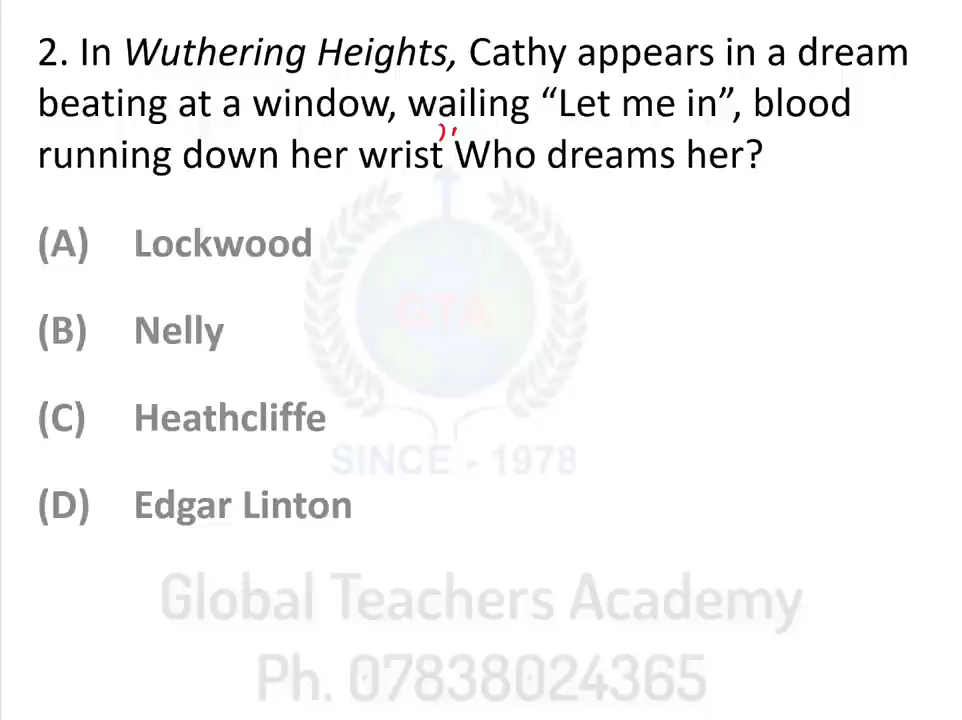 2. In Wuthering Heights, Cathy appears in a dream
beating at a window, wailing “Let me in”, blood
running down her wrist Who dreams her?
(A) Lockwood
(B) Nelly
(C) Heathcliffe
(D) Edgar Linton
GTA
SINCE - 1978
Global Teachers Academy
Ph. 07838024365